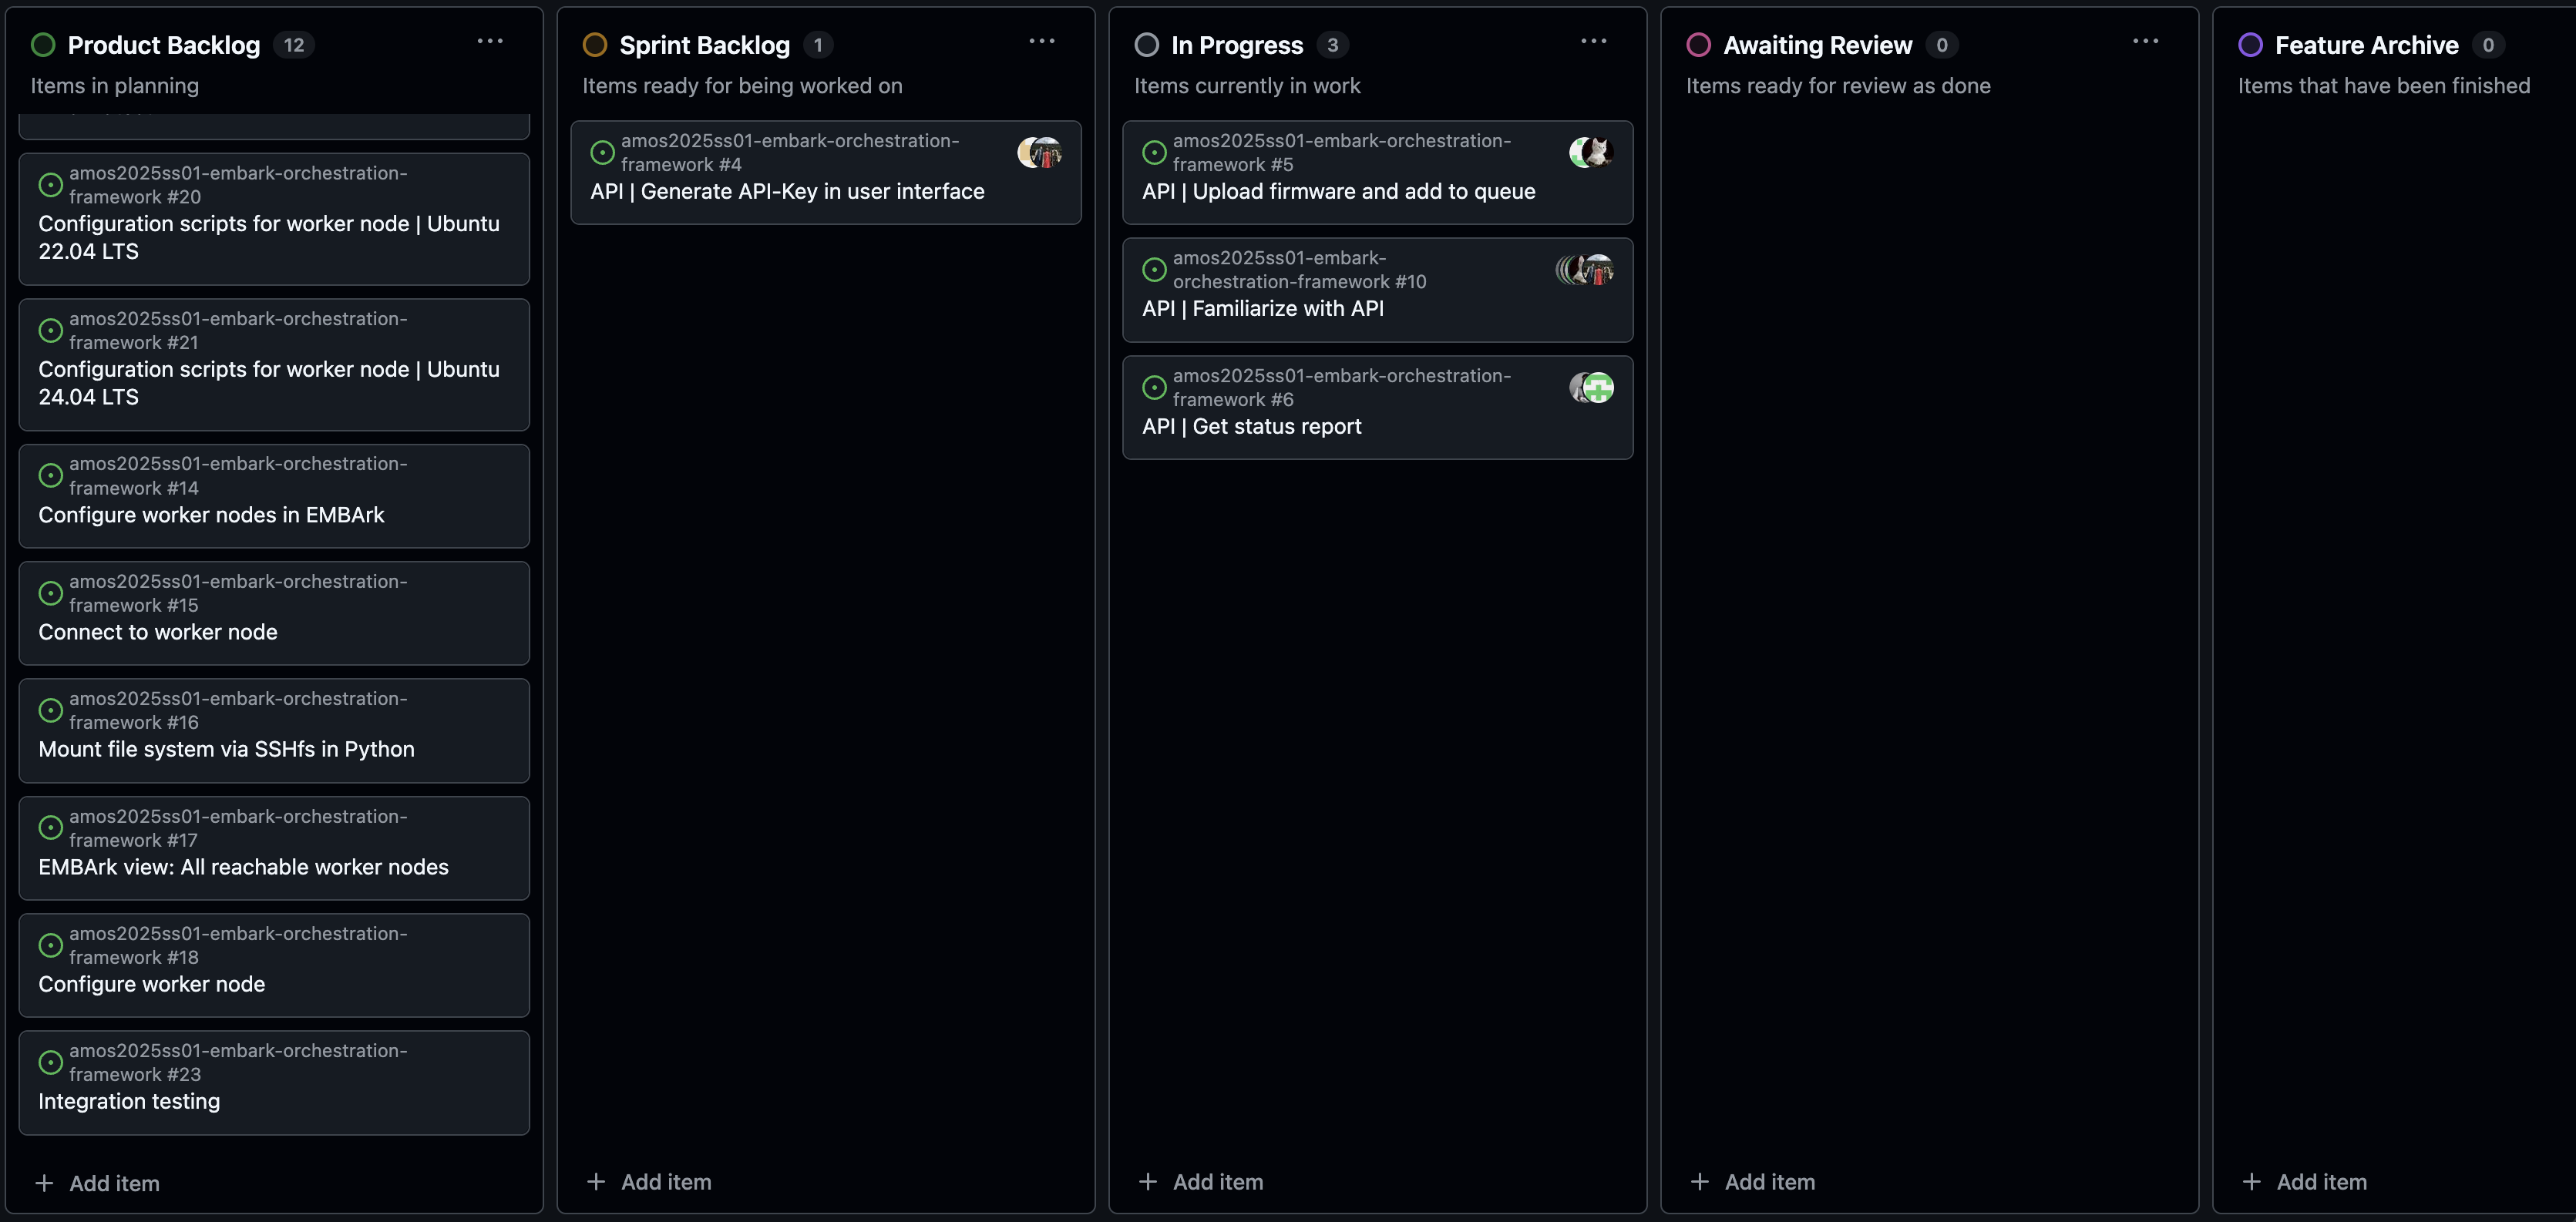 Product Backlog 12
Items in planning
amos2025ss01-embark-orchestration-
framework #20
Configuration scripts for worker node | Ubuntu
22.04 LTS
amos2025ss01-embark-orchestration-
framework #21
Configuration scripts for worker node | Ubuntu
24.04 LTS
amos2025ss01-embark-orchestration-
framework #14
Configure worker nodes in EMBArk
amos2025ss01-embark-orchestration-
framework #15
Connect to worker node
amos2025ss01-embark-orchestration-
framework #16
Mount file system via SSHfs in Python
amos2025ss01-embark-orchestration-
framework #17
EMBArk view: All reachable worker nodes
amos2025ss01-embark-orchestration-
framework #18
Configure worker node
amos2025ss01-embark-orchestration-
framework #23
Integration testing
+ Add item
Sprint Backlog 1
Items ready for being worked on
amos2025ss01-embark-orchestration-
framework #4
API | Generate API-Key in user interface
+ Add item
In Progress 3
Items currently in work
amos2025ss01-embark-orchestration-
framework #5
API | Upload firmware and add to queue
amos2025ss01-embark-
orchestration-framework #10
API | Familiarize with API
amos2025ss01-embark-orchestration-
framework #6
API | Get status report
+ Add item
Awaiting Review 0
Items ready for review as done
+ Add item
Feature Archive 0
Items that have been finished
+ Add item